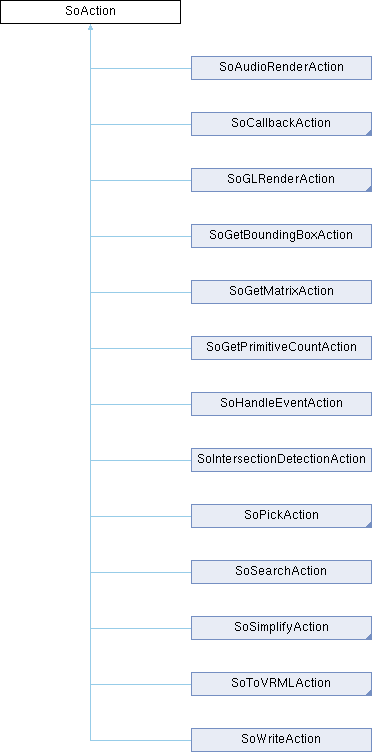 SoAction
SoAudioRenderAction
SoCallbackAction
SoGLRenderAction
SoGetBoundingBoxAction
SoGetMatrixAction
SoGetPrimitiveCountAction
SoHandleEventAction
SoIntersectionDetectionAction
SoPickAction
SoSearchAction
SoSimplifyAction
SoToVRMLAction
SoWriteAction